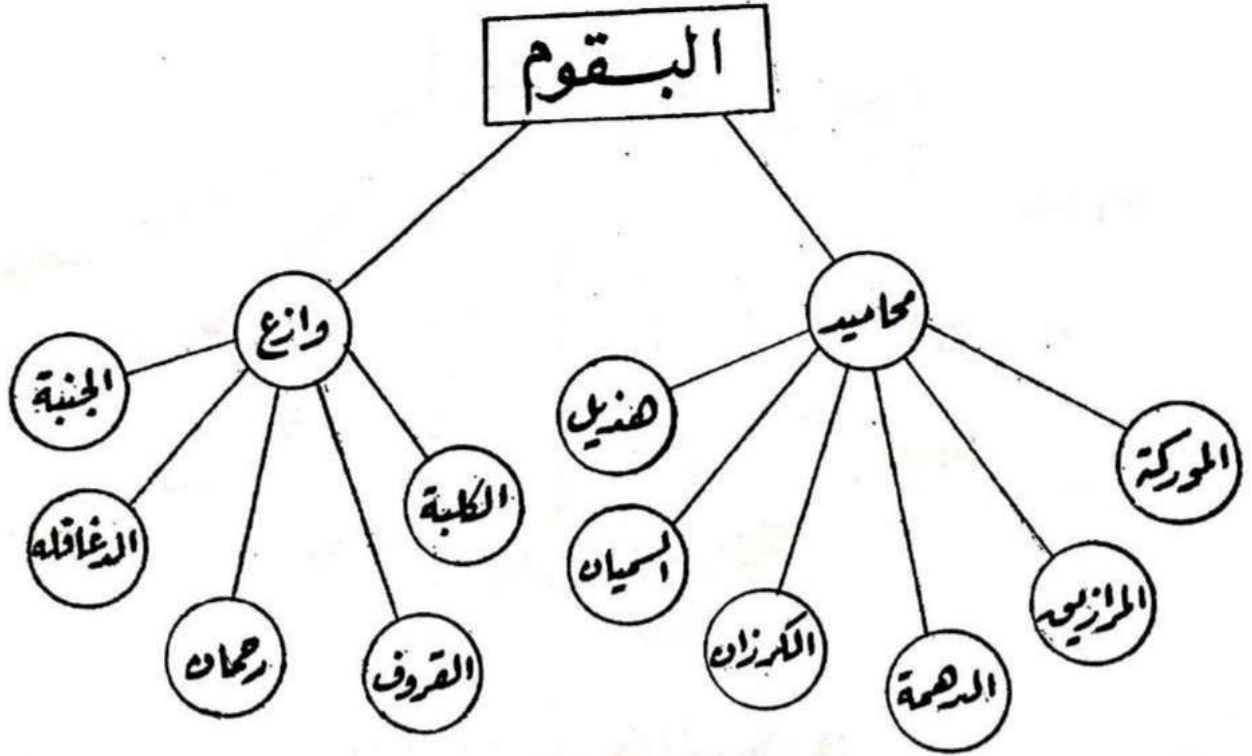 البقوم
محاميد
وازع
الموركة
المرازيق
الدهمة
الكرزان
السميان
هذيل
الكلبة
القروف
رحمان
الدغافله
الجنبة